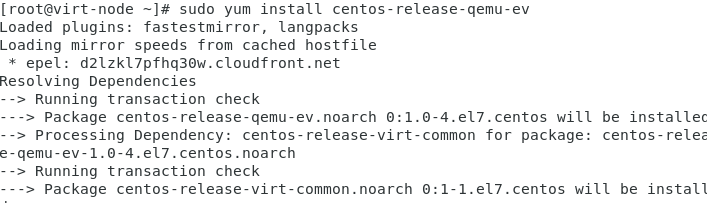 [root@virt-node ~]# sudo yum install centos-release-qemu-ev
Loaded plugins: fastestmirror, langpacks
Loading mirror speeds from cached hostfile
 * epel: d2lzkl7pfhq30w.cloudfront.net
Resolving Dependencies
--> Running transaction check
---> Package centos-release-qemu-ev.noarch 0:1.0-4.el7.centos will be installed
--> Processing Dependency: centos-release-virt-common for package: centos-relea
e-qemu-ev-1.0-4.el7.centos.noarch
--> Running transaction check
---> Package centos-release-virt-common.noarch 0:1-1.el7.centos will be install